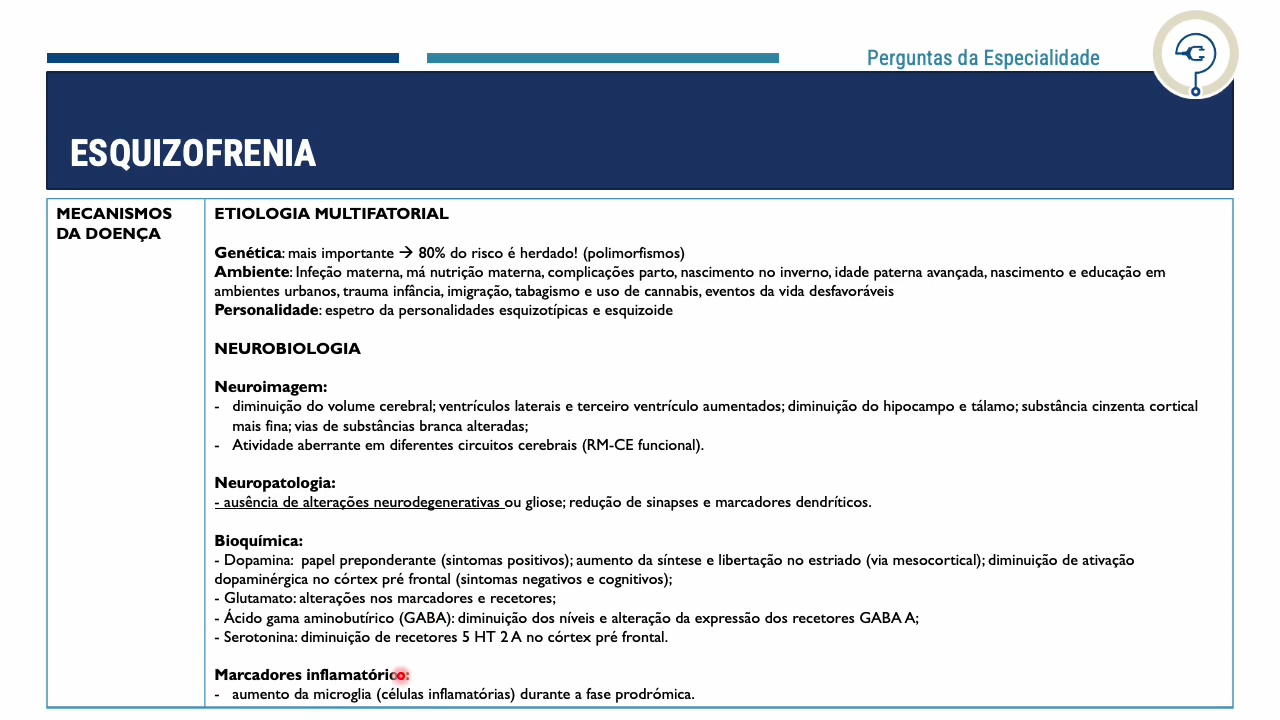 Perguntas da Especialidade
ESQUIZOFRENIA
MECANISMOS
DA DOENÇA
ETIOLOGIA MULTIFATORIAL
Genética: mais importante → 80% do risco é herdado! (polimorfismos)
Ambiente: Infeção materna, má nutrição materna, complicações parto, nascimento no inverno, idade paterna avançada, nascimento e educação em
ambientes urbanos, trauma infância, imigração, tabagismo e uso de cannabis, eventos da vida desfavoráveis
Personalidade: espetro da personalidades esquizotípicas e esquizoide
NEUROBIOLOGIA
Neuroimagem:
- diminuição do volume cerebral; ventrículos laterais e terceiro ventrículo aumentados; diminuição do hipocampo e tálamo; substância cinzenta cortical
mais fina; vias de substâncias branca alteradas;
- Atividade aberrante em diferentes circuitos cerebrais (RM-CE funcional).
Neuropatologia:
- ausência de alterações neurodegenerativas ou gliose; redução de sinapses e marcadores dendríticos.
Bioquímica:
- Dopamina: papel preponderante (sintomas positivos); aumento da síntese e libertação no estriado (via mesocortical); diminuição de ativação
dopaminérgica no córtex pré frontal (sintomas negativos e cognitivos);
- Glutamato: alterações nos marcadores e recetores;
- Ácido gama aminobutírico (GABA): diminuição dos níveis e alteração da expressão dos recetores GABA A;
- Serotonina: diminuição de recetores 5 HT 2 A no córtex pré frontal.
Marcadores inflamatórico:
- aumento da microglia (células inflamatórias) durante a fase prodrómica.